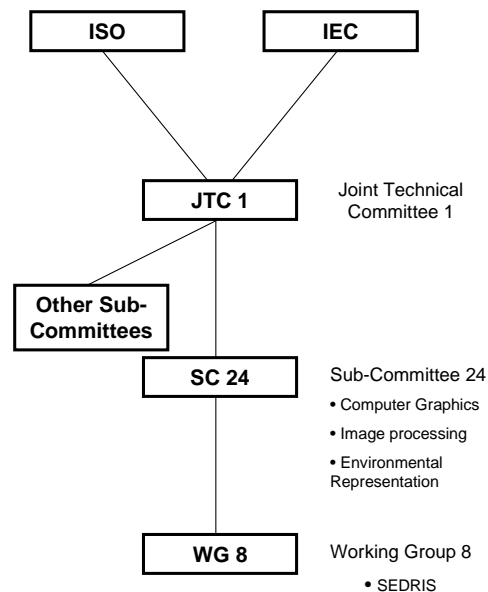 ISO
IEC
JTC 1
Joint Technical
Committee 1
Other Sub-
Committees
SC 24
Sub-Committee 24
• Computer Graphics
• Image processing
• Environmental
Representation
WG 8
Working Group 8
• SEDRIS